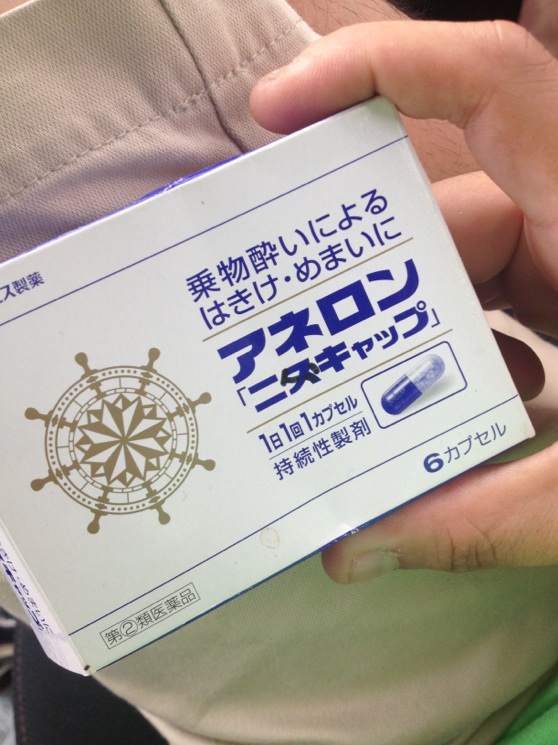 ス製薬
乗物酔いによる
はきけ・めまいに
アネロン
「ニスキャップ」
1日1回1カプセル
持続性製剤
6カプセル
第②類医薬品